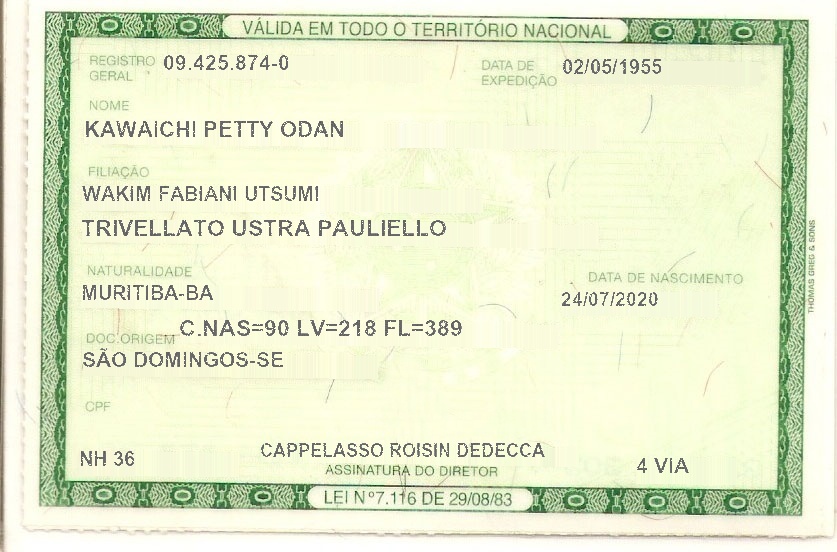 VÁLIDA EM TODO O TERRITÓRIO NACIONAL
REGISTRO GERAL 09.425.874-0 DATA DE EXPEDIÇÃO 02/05/1955
NOME
KAWAICHI PETTY ODAN
FILIAÇÃO
WAKIM FABIANI UTSUMI
TRIVELLATO USTRA PAULIELLO
NATURALIDADE DATA DE NASCIMENTO
MURITIBA-BA 24/07/2020
DOC.ORIGEM C.NAS=90 LV=218 FL=389
SÃO DOMINGOS-SE
CPF
NH 36 CAPPELASSO ROISIN DEDECCA 4 VIA
ASSINATURA DO DIRETOR
LEI Nº7.116 DE 29/08/83
THOMAS GREG & SONS